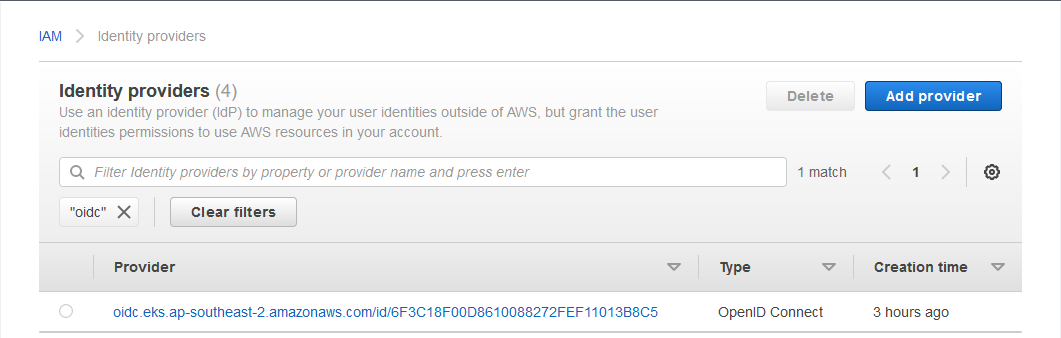 IAM Identity providers
Identity providers (4)
Delete
Add provider
Use an identity provider (IdP) to manage your user identities outside of AWS, but grant the user
identities permissions to use AWS resources in your account.
Filter Identity providers by property or provider name and press enter
1 match
1
"oidc"
Clear filters
Provider Type Creation time
oidc.eks.ap-southeast-2.amazonaws.com/id/6F3C18F00D8610088272FEF11013B8C5 OpenID Connect 3 hours ago